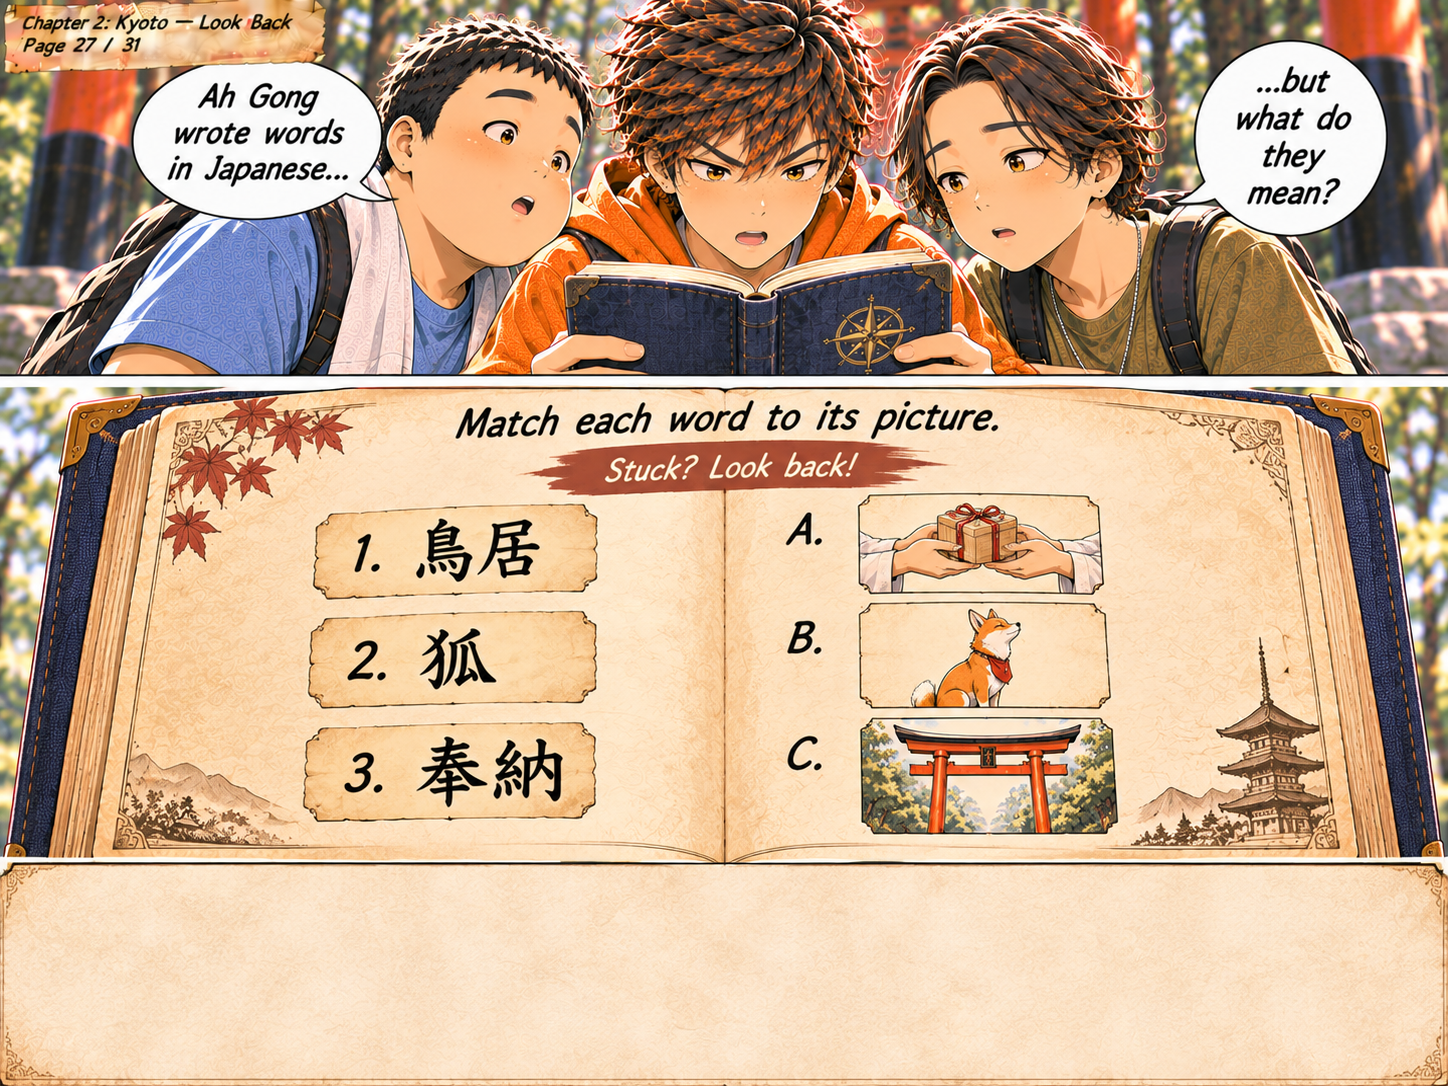 Chapter 2: Kyoto — Look Back
Page 27 / 31
Ah Gong
wrote words
in Japanese...
...but
what do
they
mean?
Match each word to its picture.
Stuck? Look back!
1. 鳥居
2. 狐
3. 奉納
A.
B.
C.